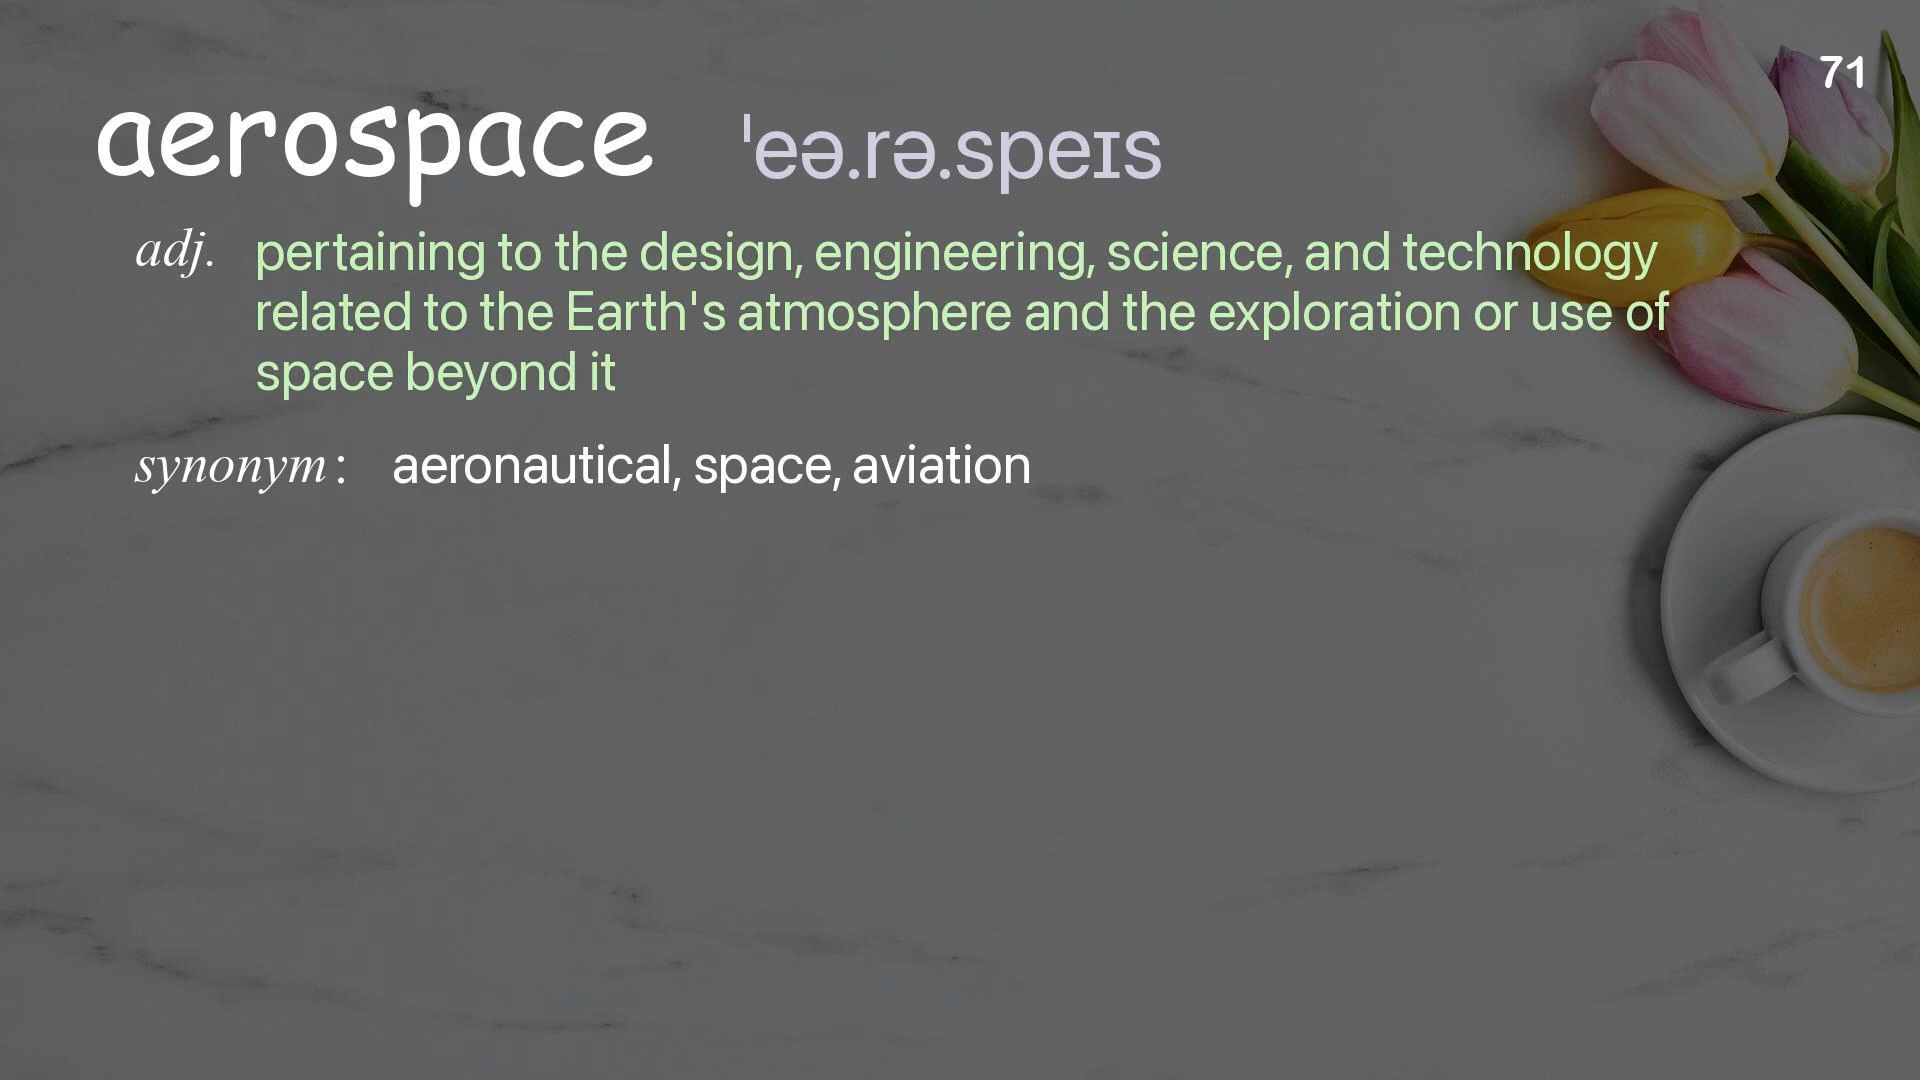 71
aerospace ˈeə.rə.speɪs
adj. pertaining to the design, engineering, science, and technology
related to the Earth's atmosphere and the exploration or use of
space beyond it
synonym : aeronautical, space, aviation